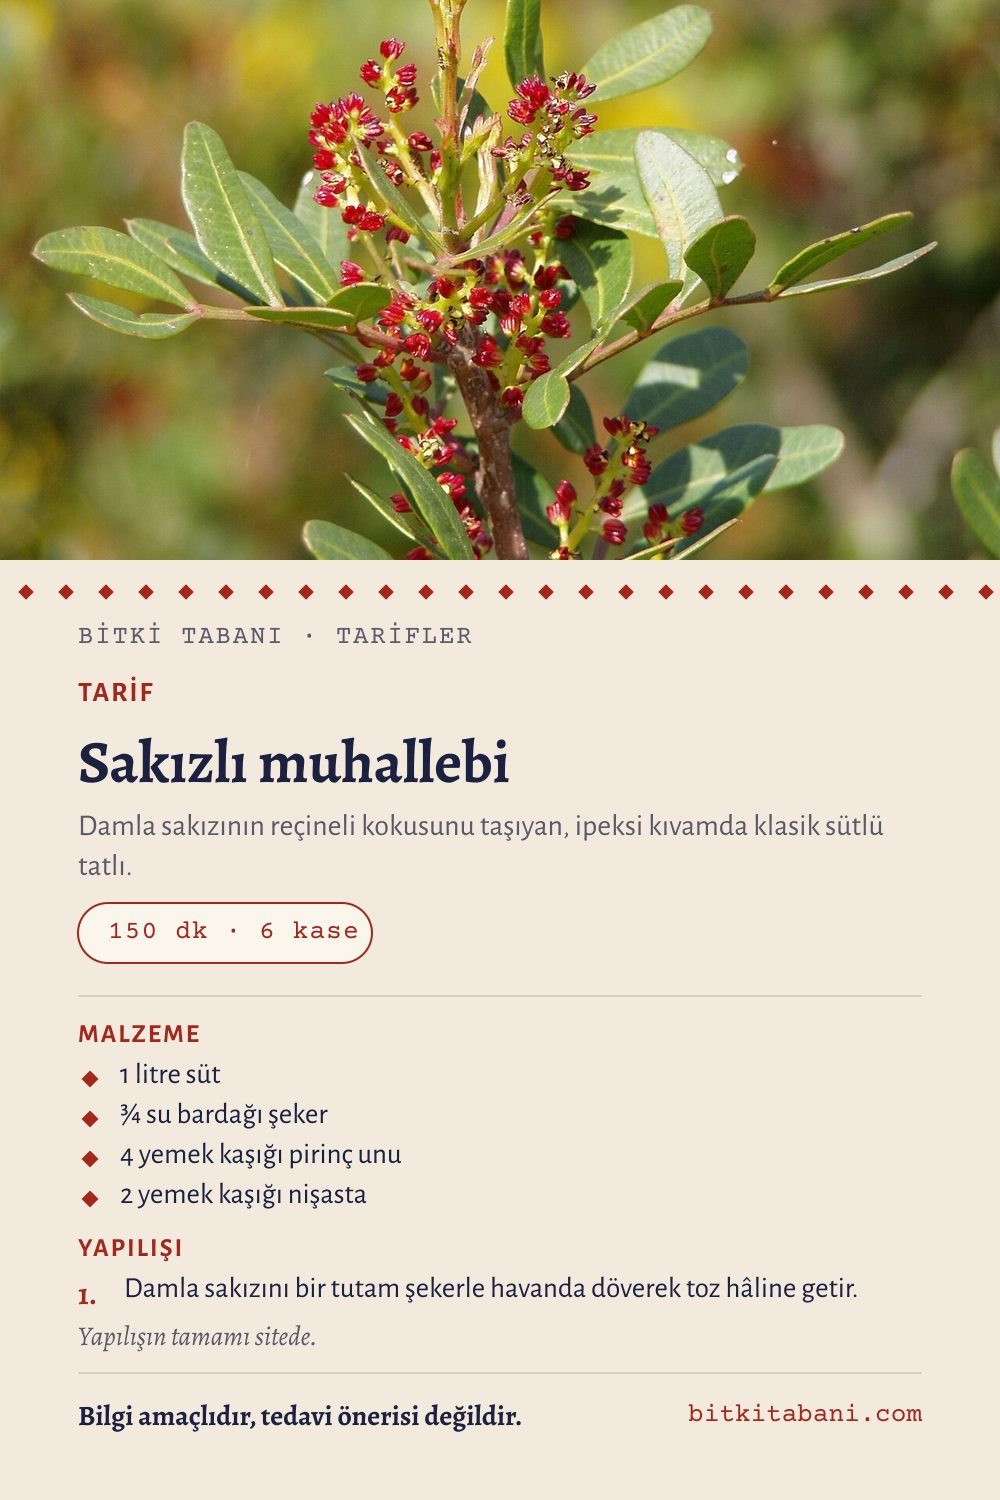 BİTKİ TABANI · TARİFLER
TARİF
Sakızlı muhallebi
Damla sakızının reçineli kokusunu taşıyan, ipeksi kıvamda klasik sütlü
tatlı.
150 dk · 6 kase
MALZEME
◆ 1 litre süt
◆ ¾ su bardağı şeker
◆ 4 yemek kaşığı pirinç unu
◆ 2 yemek kaşığı nişasta
YAPILIŞI
1. Damla sakızını bir tutam şekerle havanda döverek toz hâline getir.
Yapılışın tamamı sitede.
Bilgi amaçlıdır, tedavi önerisi değildir.
bitkitabani.com